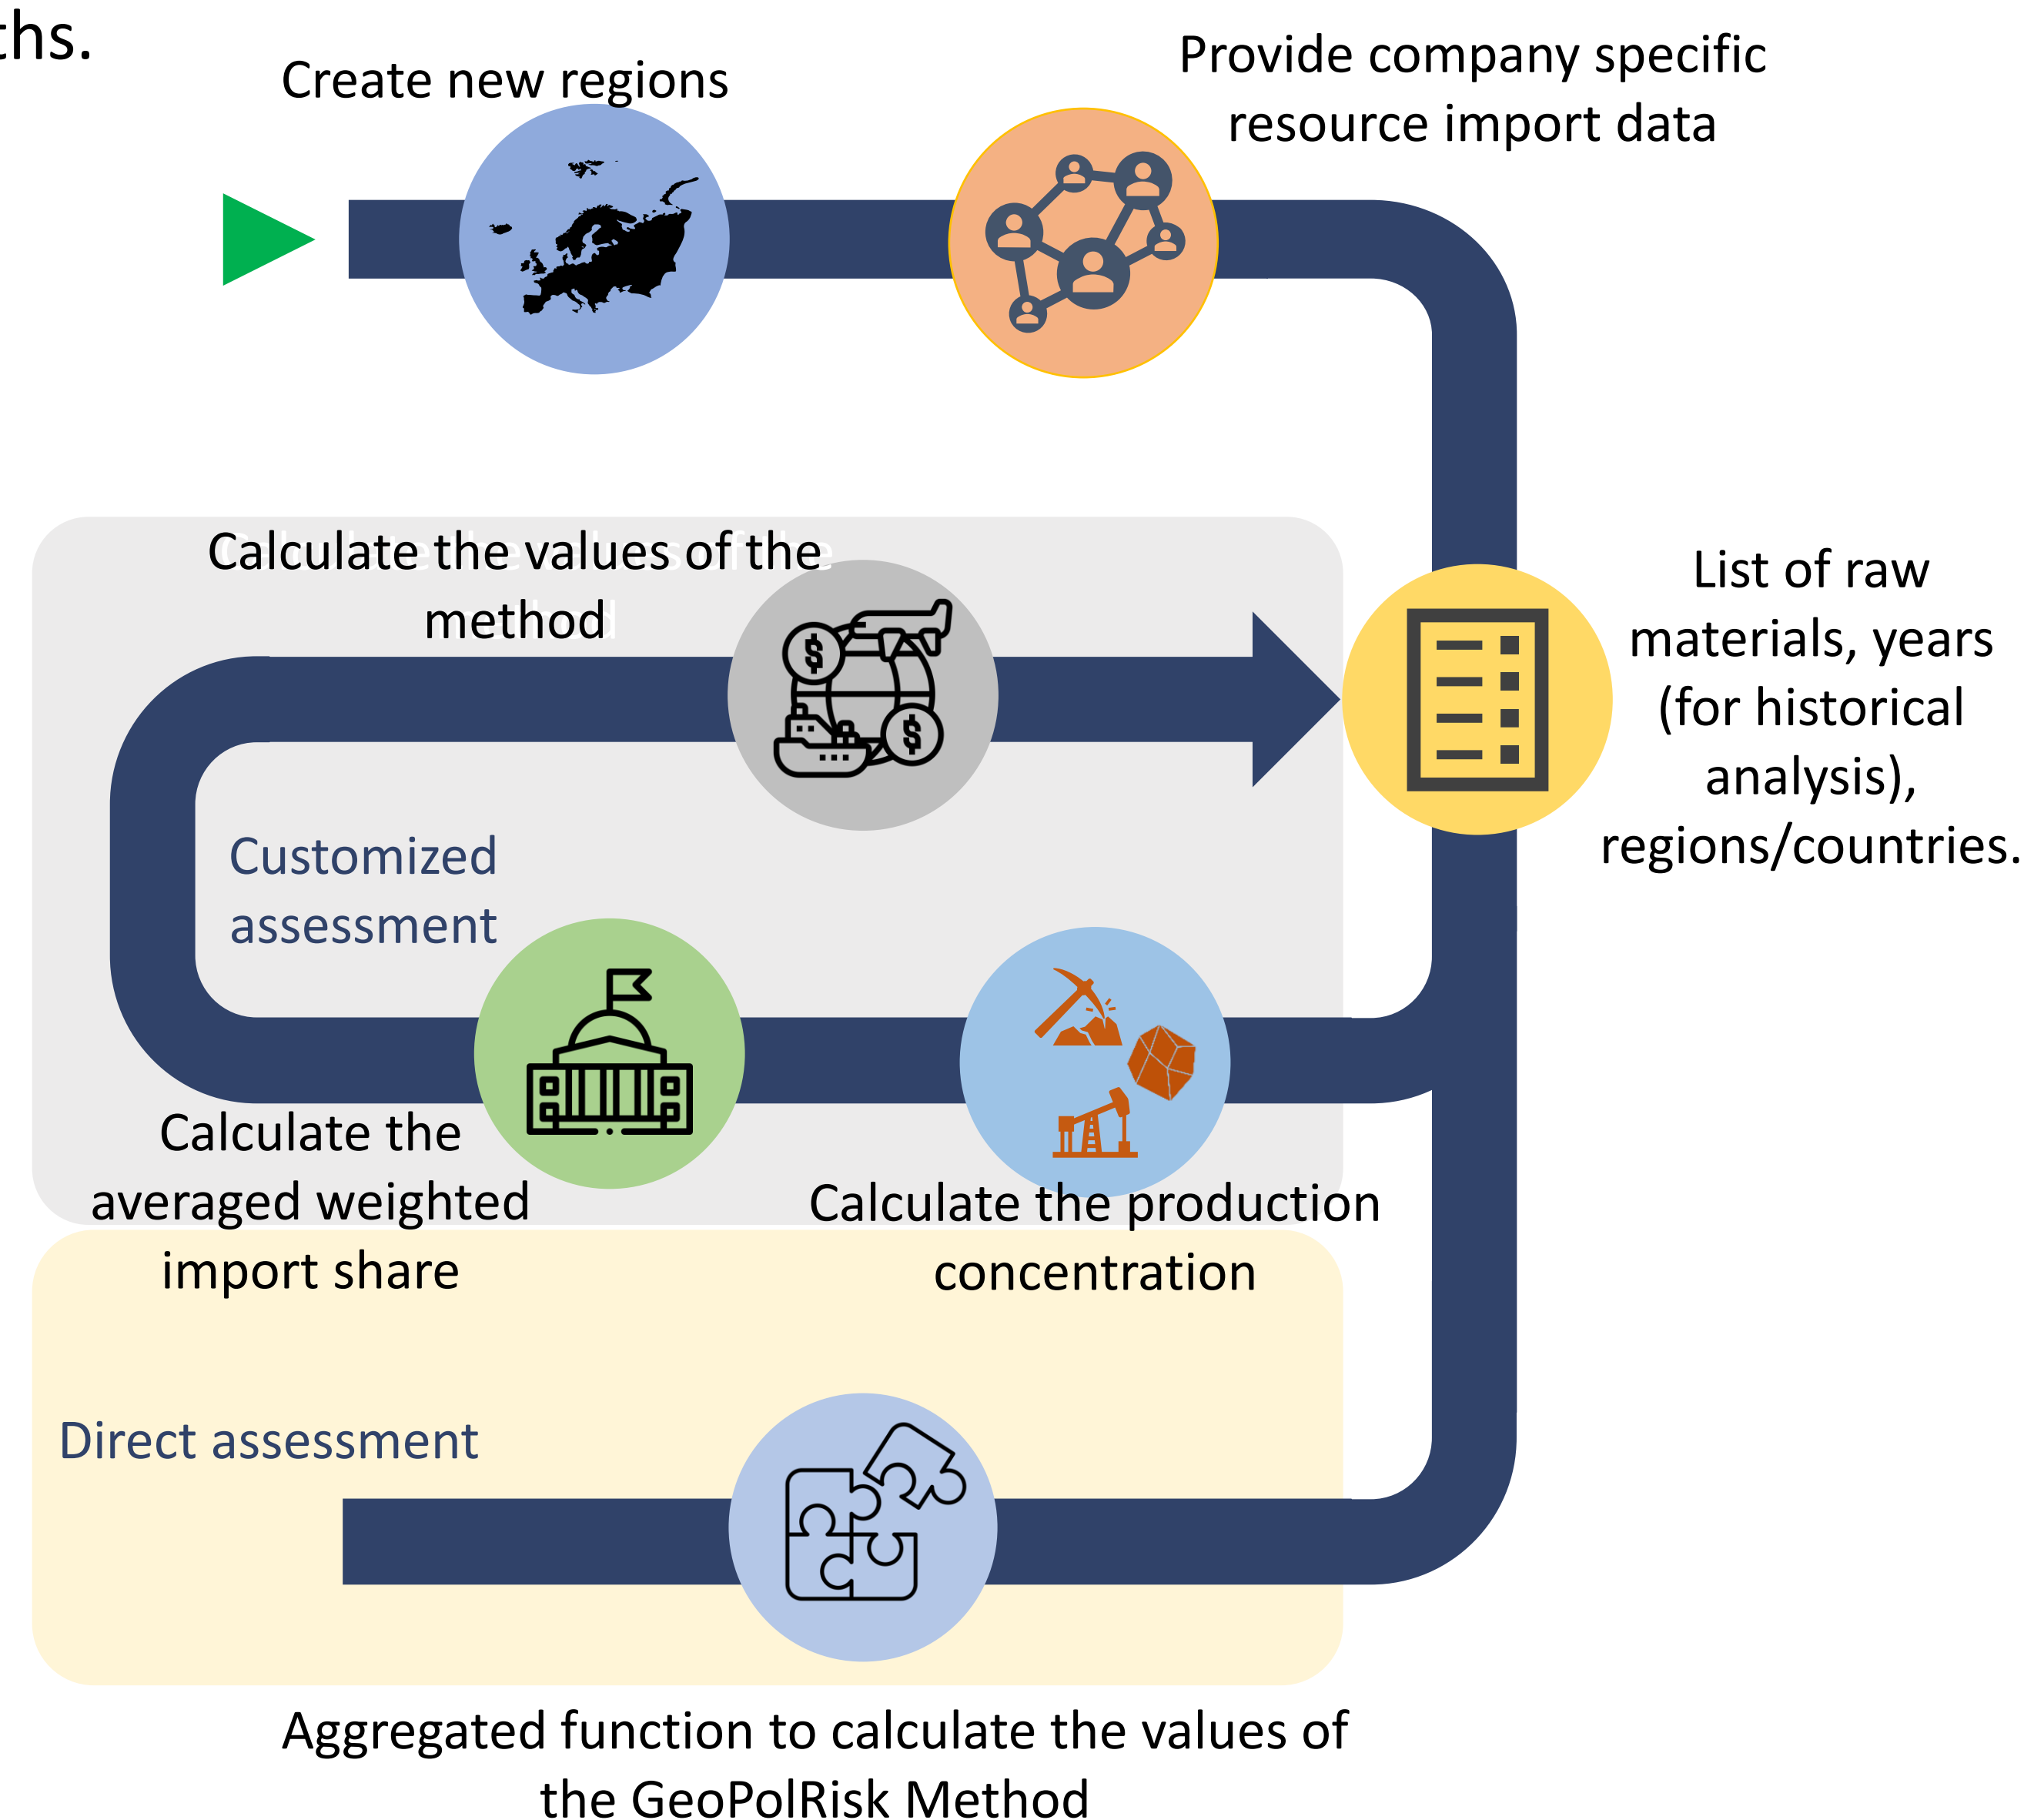 ths.
Create new regions
Provide company specific
resource import data
Calculate the values of the
method
List of raw
materials, years
(for historical
analysis),
regions/countries.
Customized
assessment
Calculate the
averaged weighted
import share
Calculate the production
concentration
Direct assessment
Aggregated function to calculate the values of
the GeoPolRisk Method